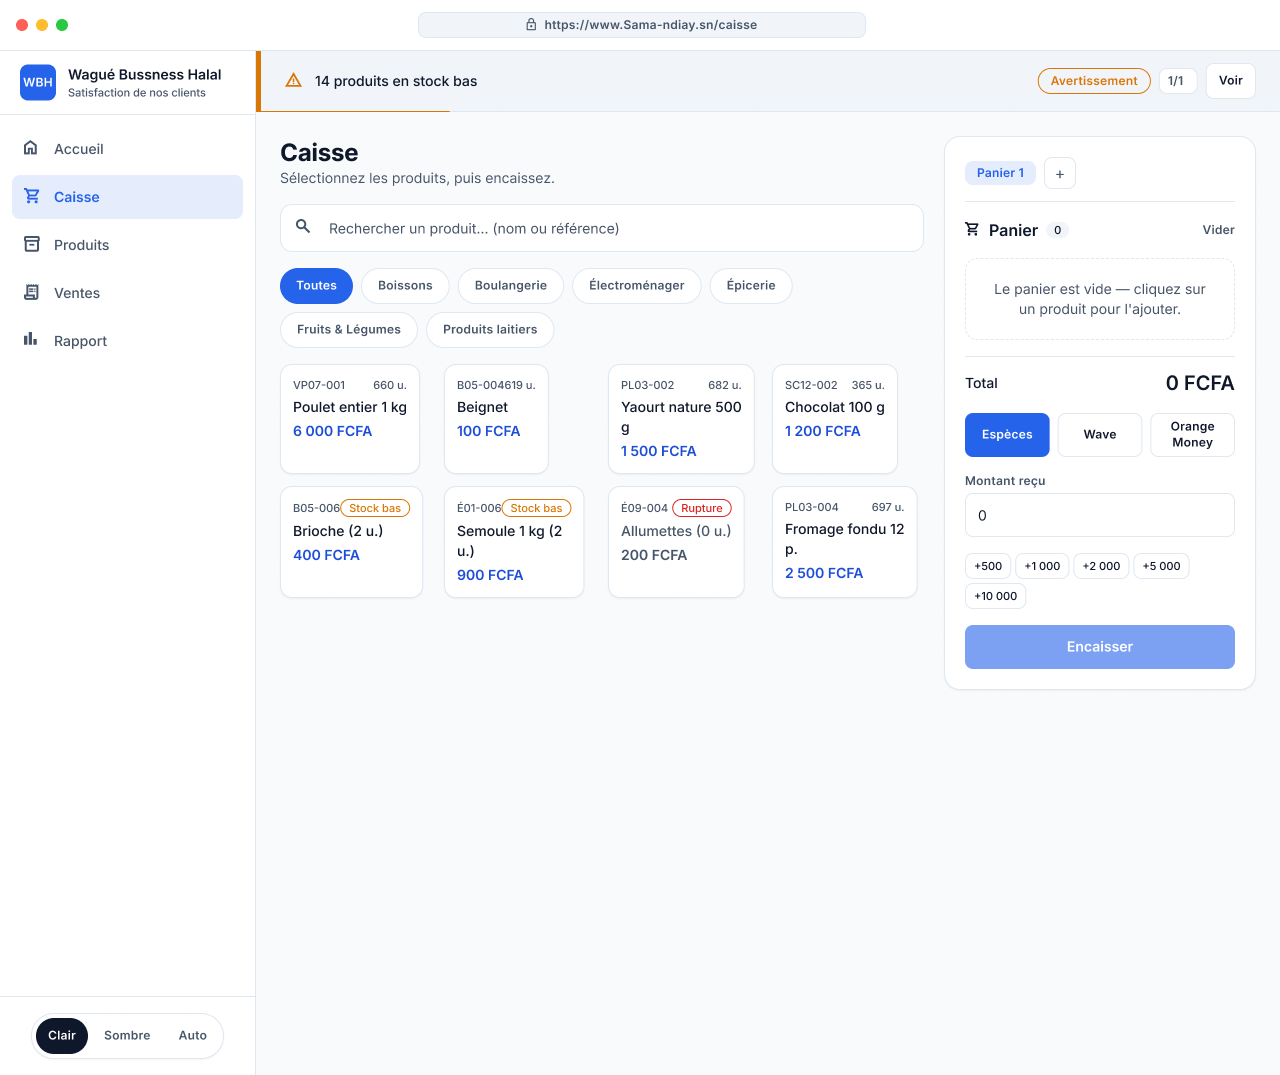 https://www.Sama-ndiay.sn/caisse
WBH
Wagué Bussness Halal
Satisfaction de nos clients
Accueil
Caisse
Produits
Ventes
Rapport
Clair
Sombre
Auto
14 produits en stock bas
Avertissement
1/1
Voir
Caisse
Sélectionnez les produits, puis encaissez.
Rechercher un produit... (nom ou référence)
Toutes
Boissons
Boulangerie
Électroménager
Épicerie
Fruits & Légumes
Produits laitiers
VP07-001 660 u.
Poulet entier 1 kg
6 000 FCFA
B05-004619 u.
Beignet
100 FCFA
PL03-002 682 u.
Yaourt nature 500
g
1 500 FCFA
SC12-002 365 u.
Chocolat 100 g
1 200 FCFA
B05-006 Stock bas
Brioche (2 u.)
400 FCFA
É01-006 Stock bas
Semoule 1 kg (2
u.)
900 FCFA
É09-004 Rupture
Allumettes (0 u.)
200 FCFA
PL03-004 697 u.
Fromage fondu 12
p.
2 500 FCFA
Panier 1
+
Panier 0
Vider
Le panier est vide — cliquez sur
un produit pour l'ajouter.
Total 0 FCFA
Espèces
Wave
Orange
Money
Montant reçu
0
+500
+1 000
+2 000
+5 000
+10 000
Encaisser